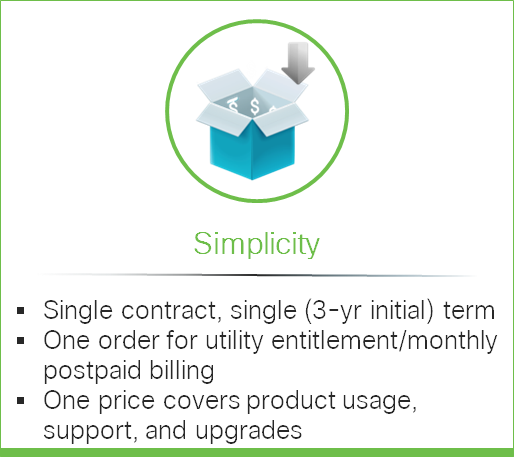 Simplicity
▪ Single contract, single (3-yr initial) term
▪ One order for utility entitlement/monthly
postpaid billing
▪ One price covers product usage,
support, and upgrades